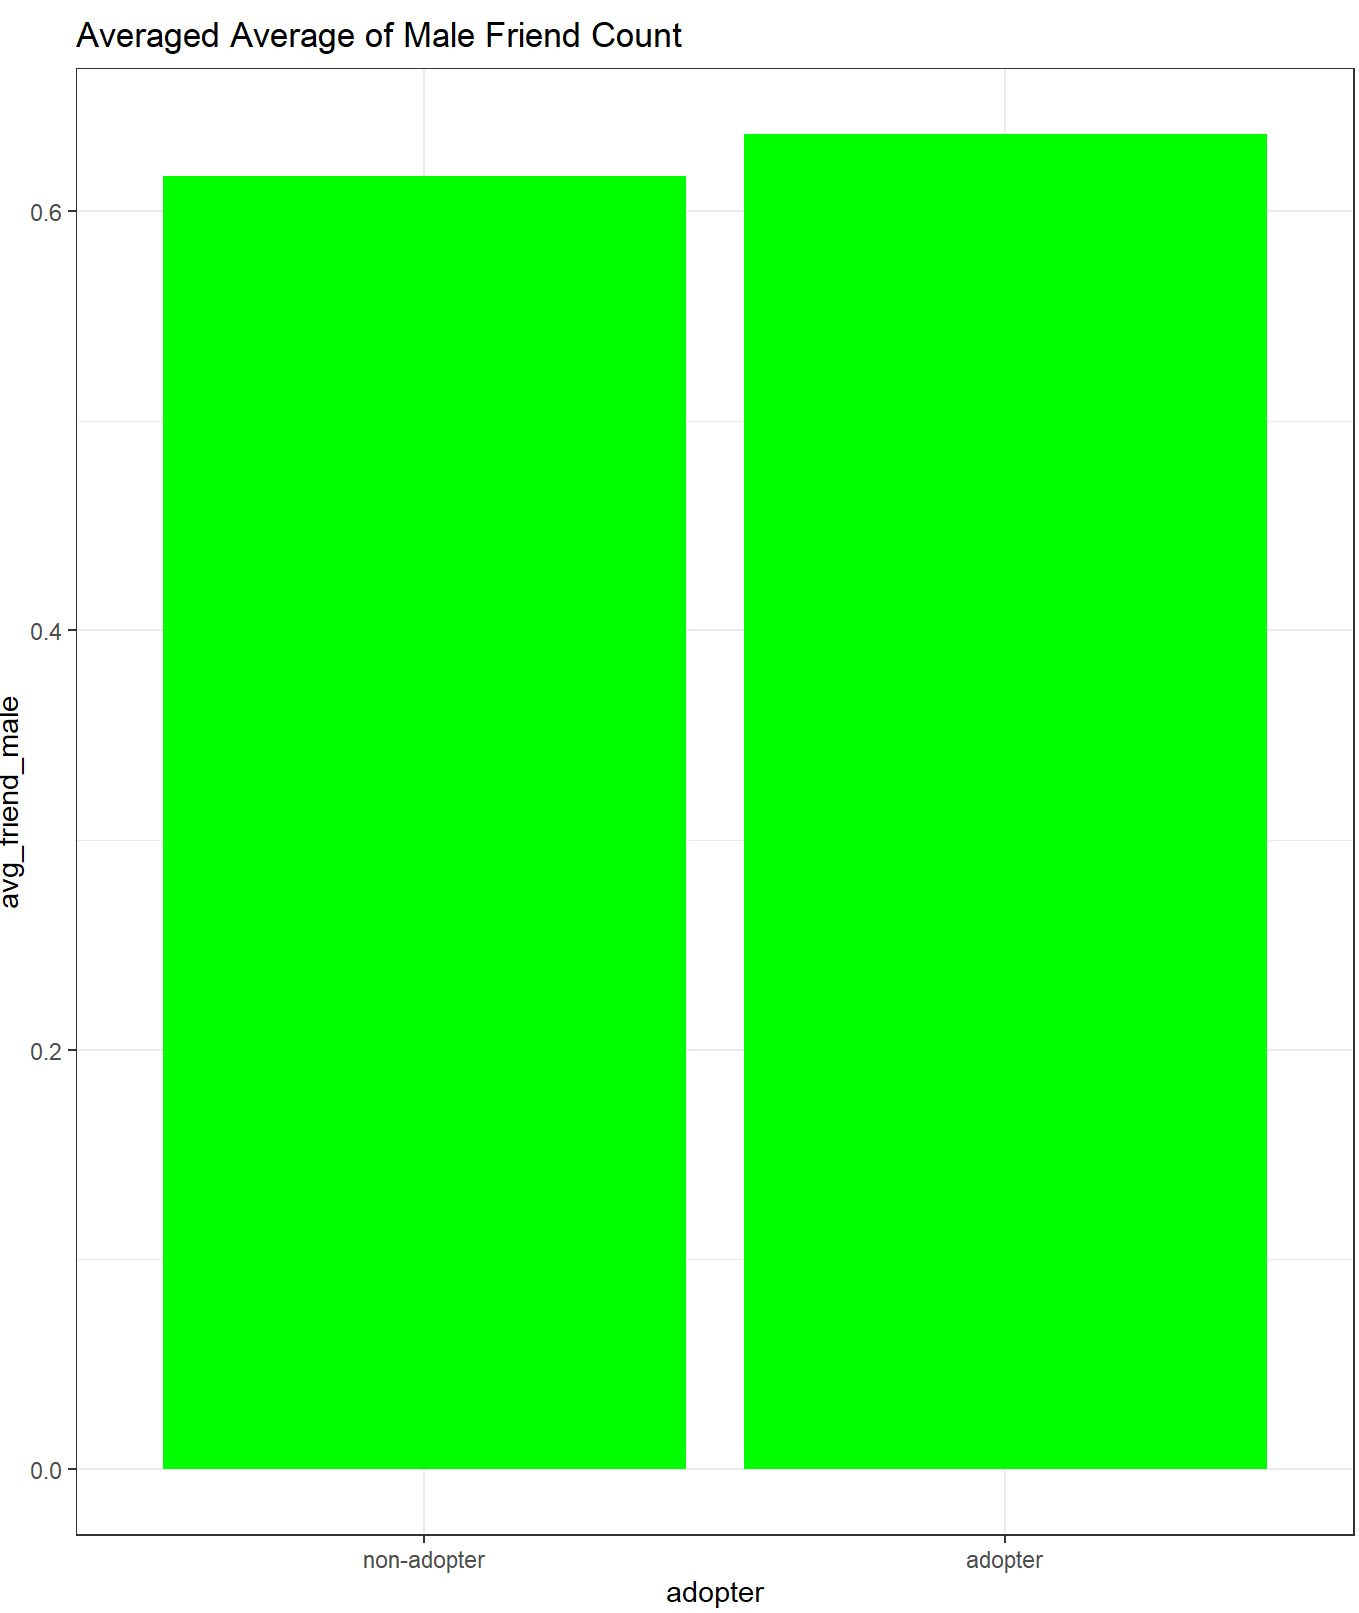 Averaged Average of Male Friend Count
0.6
0.4
0.2
0.0
avg_friend_male
non-adopter adopter
adopter